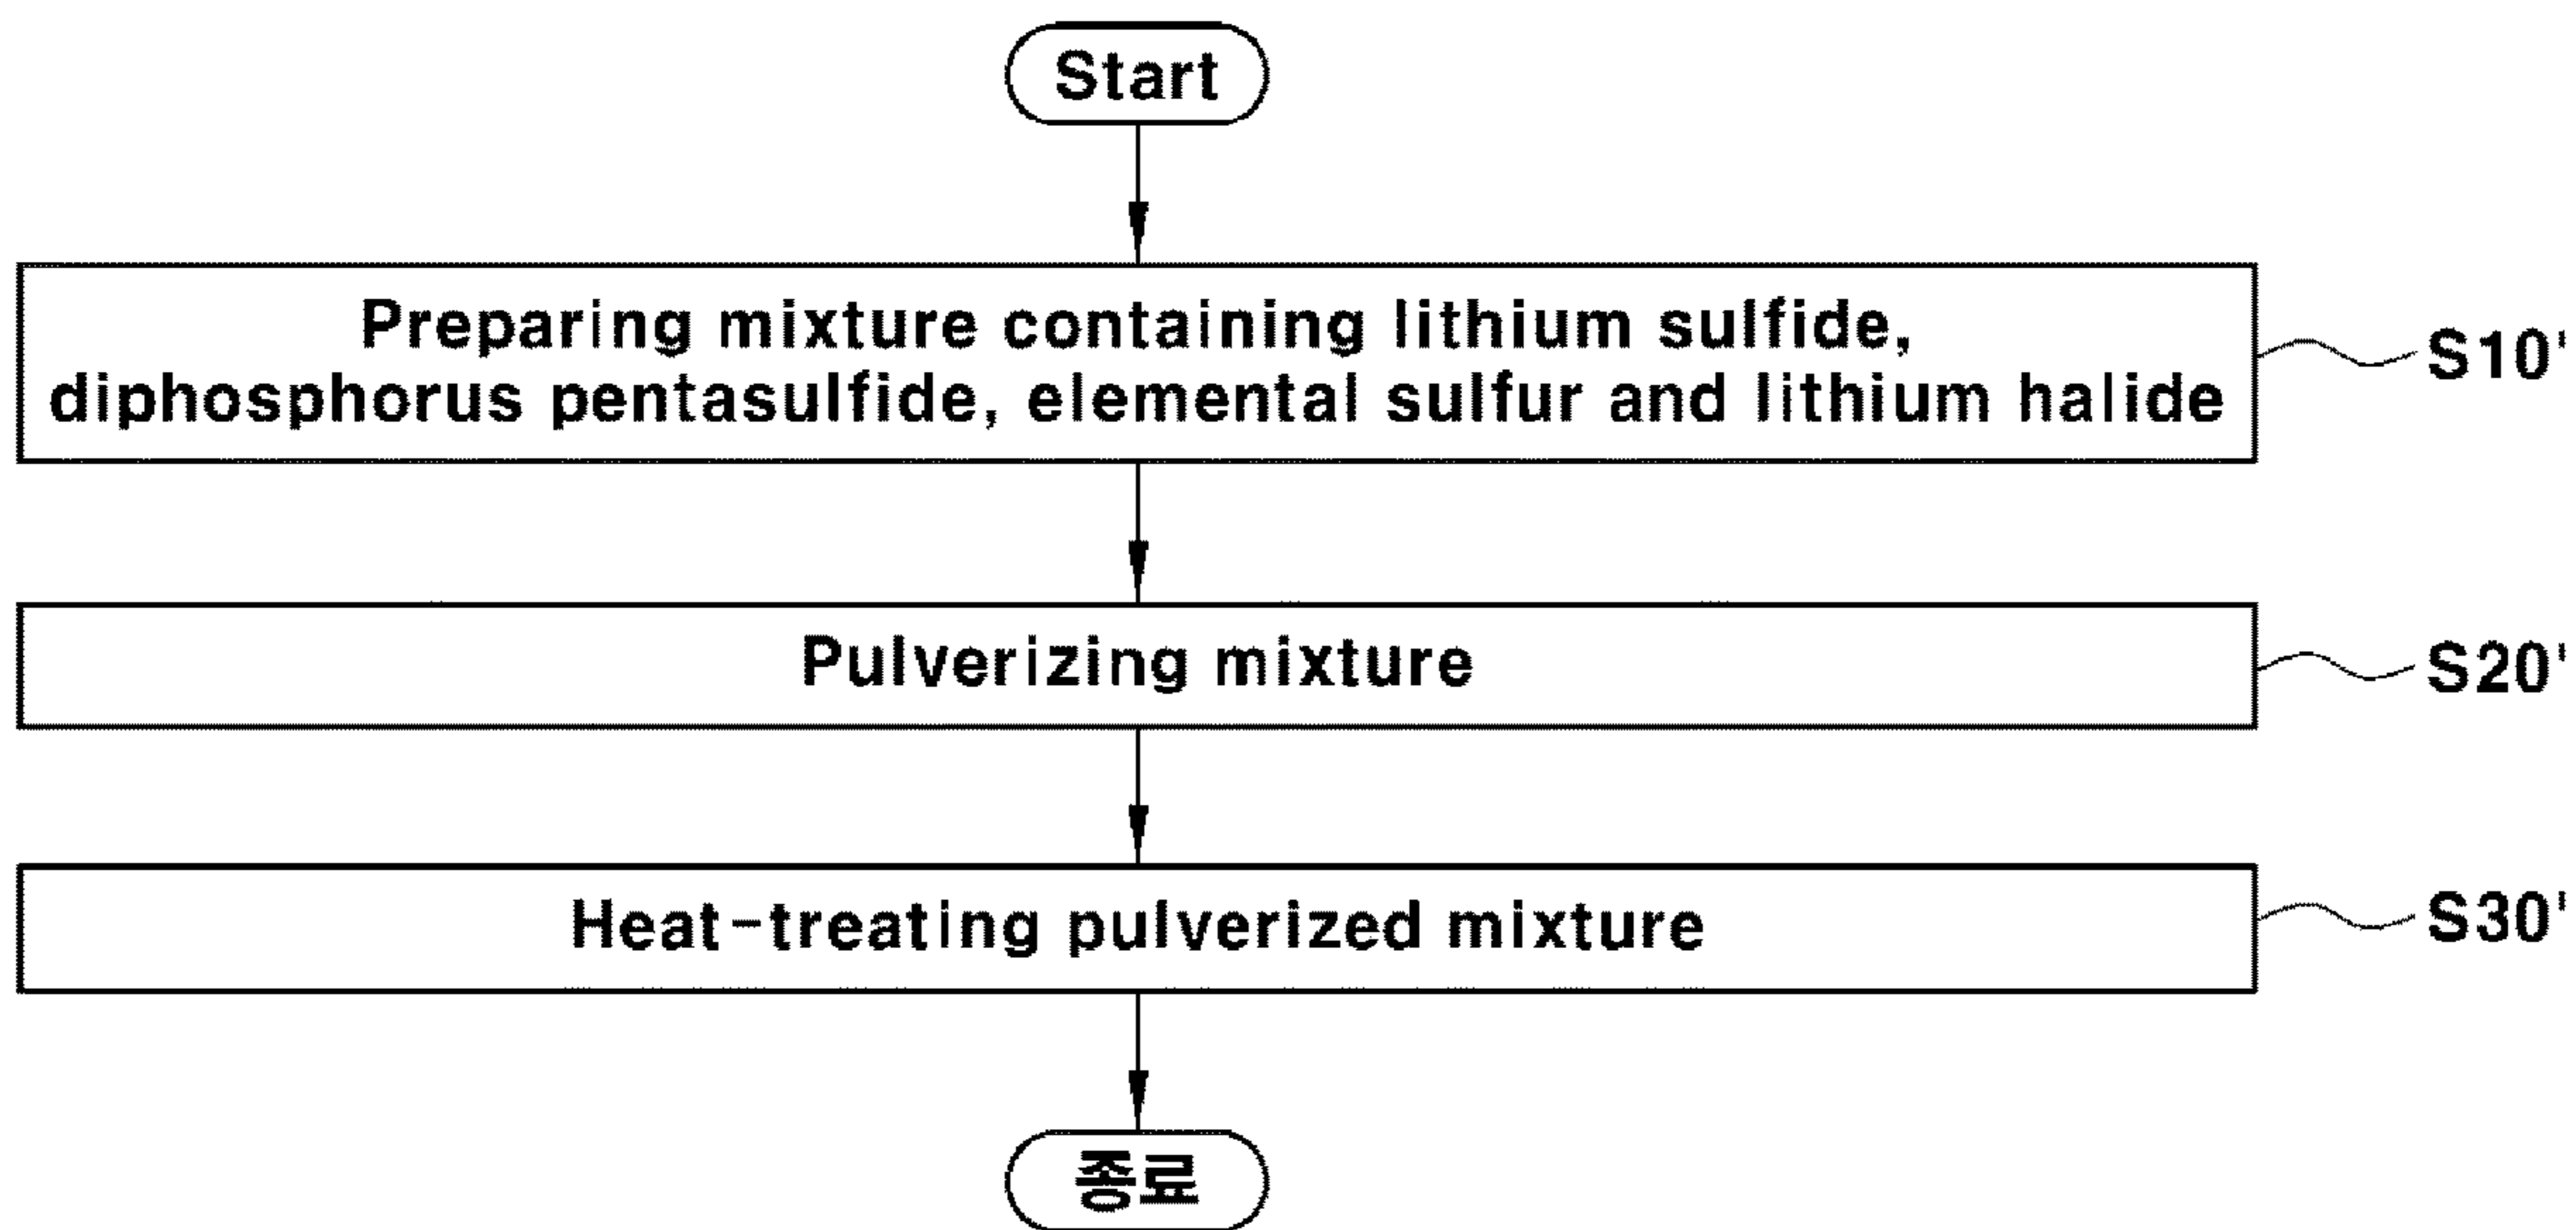 Start
Preparing mixture containing lithium sulfide,
diphosphorus pentasulfide, elemental sulfur and lithium halide
S10'
Pulverizing mixture
S20'
Heat-treating pulverized mixture
S30'
종료